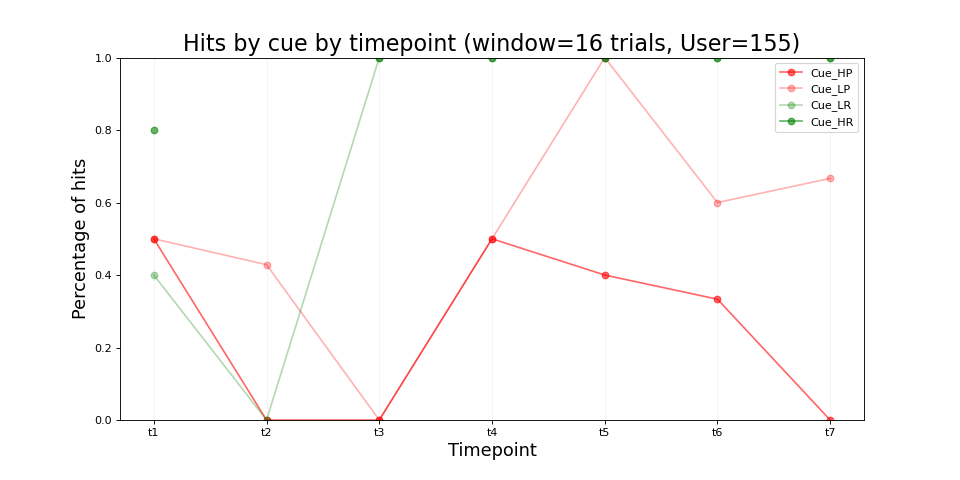 Hits by cue by timepoint (window=16 trials, User=155)
Cue_HP
Cue_LP
Cue_LR
Cue_HR
Percentage of hits
1.0
0.8
0.6
0.4
0.2
0.0
t1 t2 t3 t4 t5 t6 t7
Timepoint